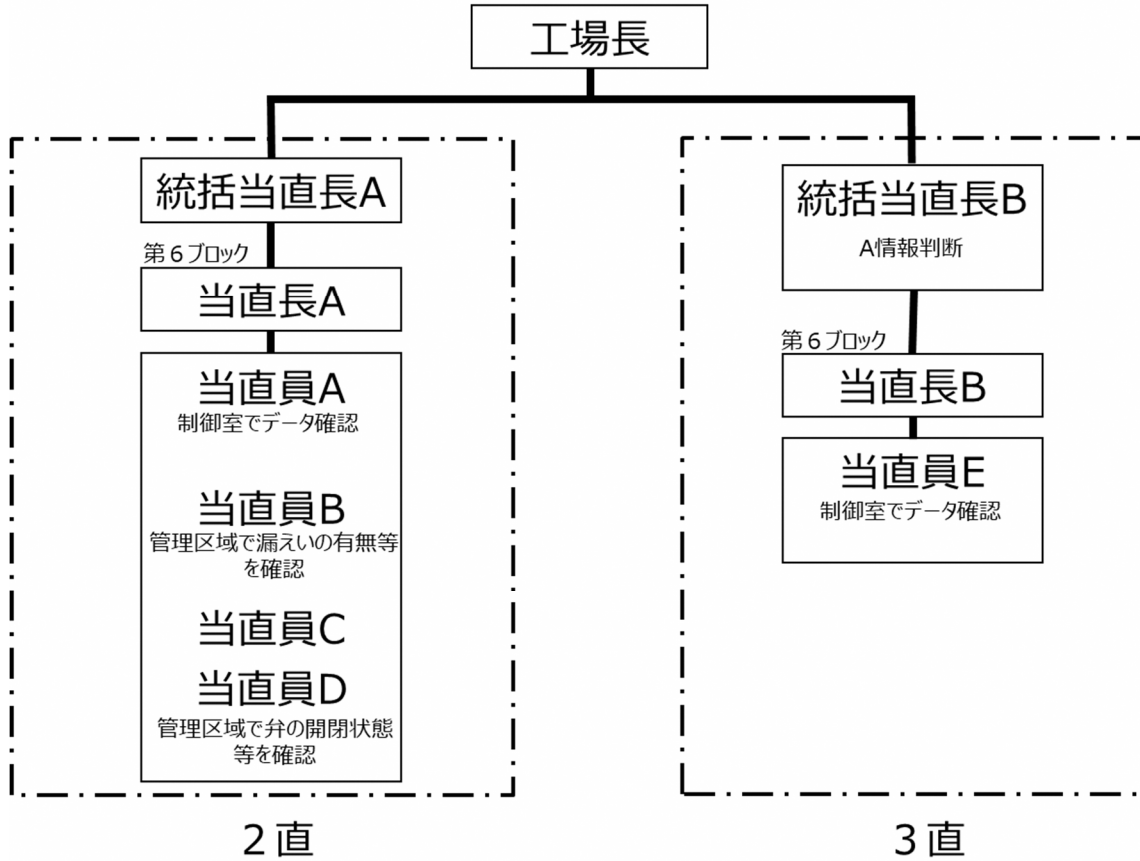 工場長
統括当直長A
第６ブロック
当直長A
当直員A
制御室でデータ確認
当直員B
管理区域で漏えいの有無等
を確認
当直員C
当直員D
管理区域で弁の開閉状態
等を確認
２直
統括当直長B
A情報判断
第６ブロック
当直長B
当直員E
制御室でデータ確認
３直